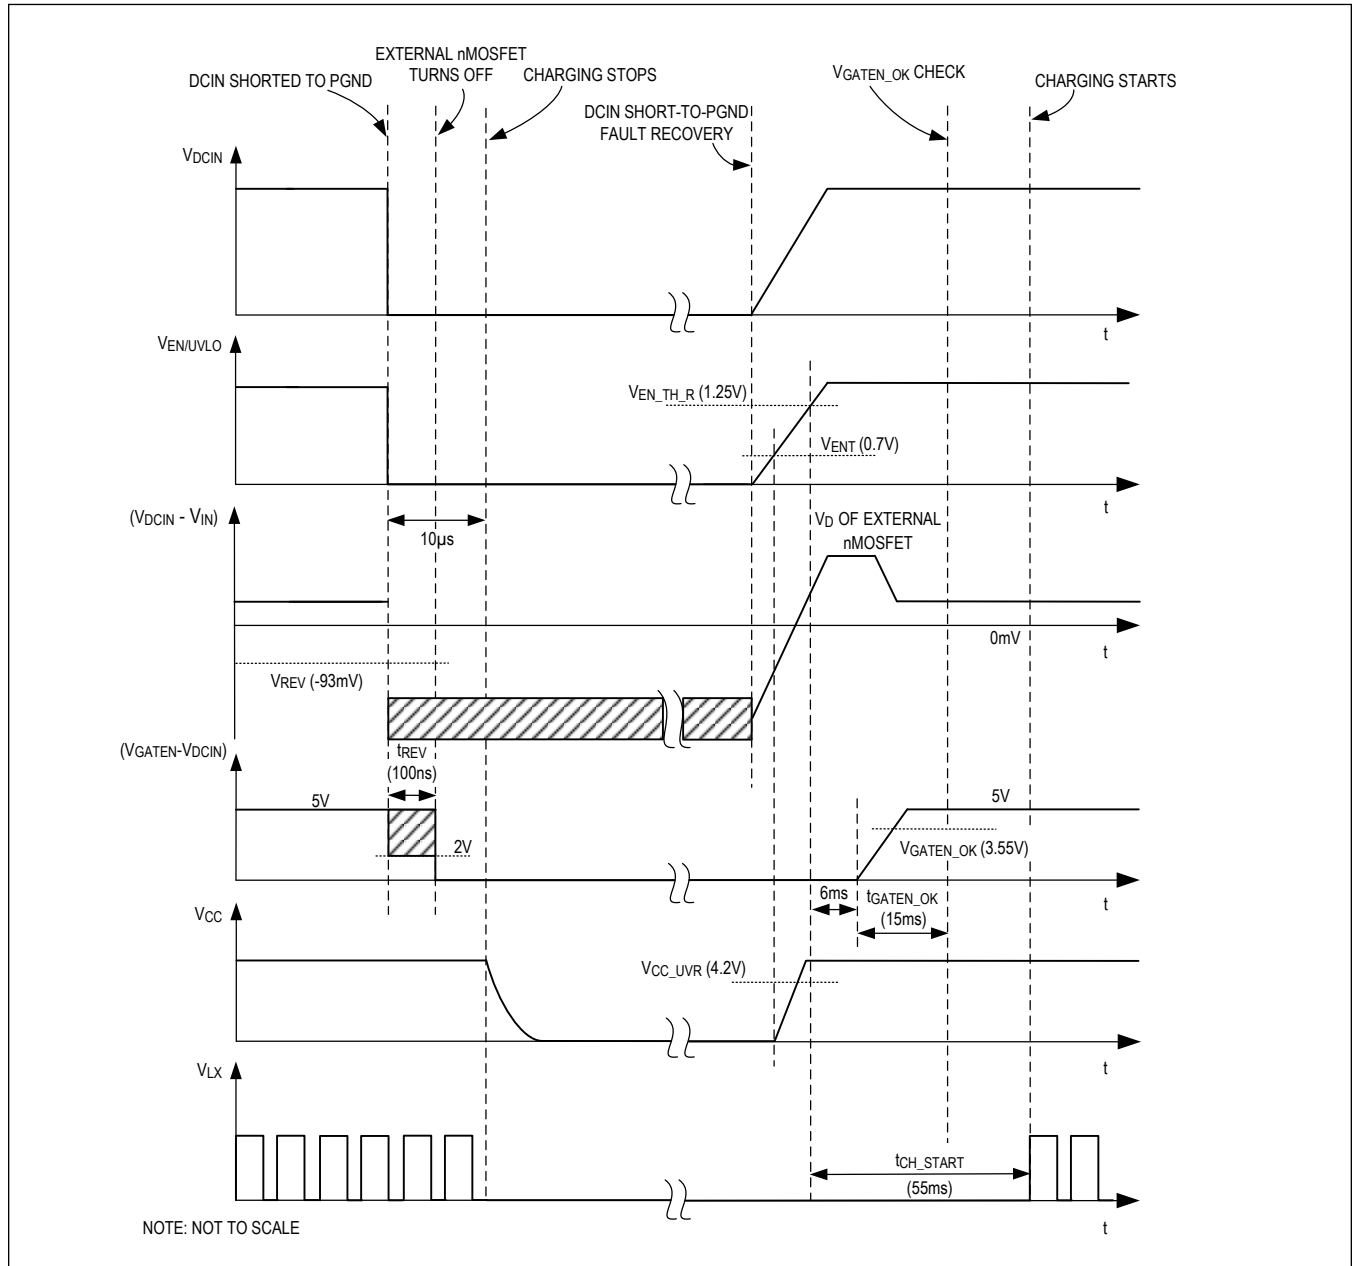 EXTERNAL nMOSFET
TURNS OFF
DCIN SHORTED TO PGND
CHARGING STOPS
VGATEN_OK CHECK
CHARGING STARTS
DCIN SHORT-TO-PGND
FAULT RECOVERY
VDCIN
t
VEN/UVLO
VEN_TH_R (1.25V)
VENT (0.7V)
t
(VDCIN - VIN)
10µs
VD OF EXTERNAL
nMOSFET
0mV
t
VREV (-93mV)
(VGATEN-VDCIN)
tREV
(100ns)
5V
5V
2V
VGATEN_OK (3.55V)
6ms
tGATEN_OK
(15ms)
t
VCC
VCC_UVR (4.2V)
t
VLX
tCH_START
(55ms)
t
NOTE: NOT TO SCALE